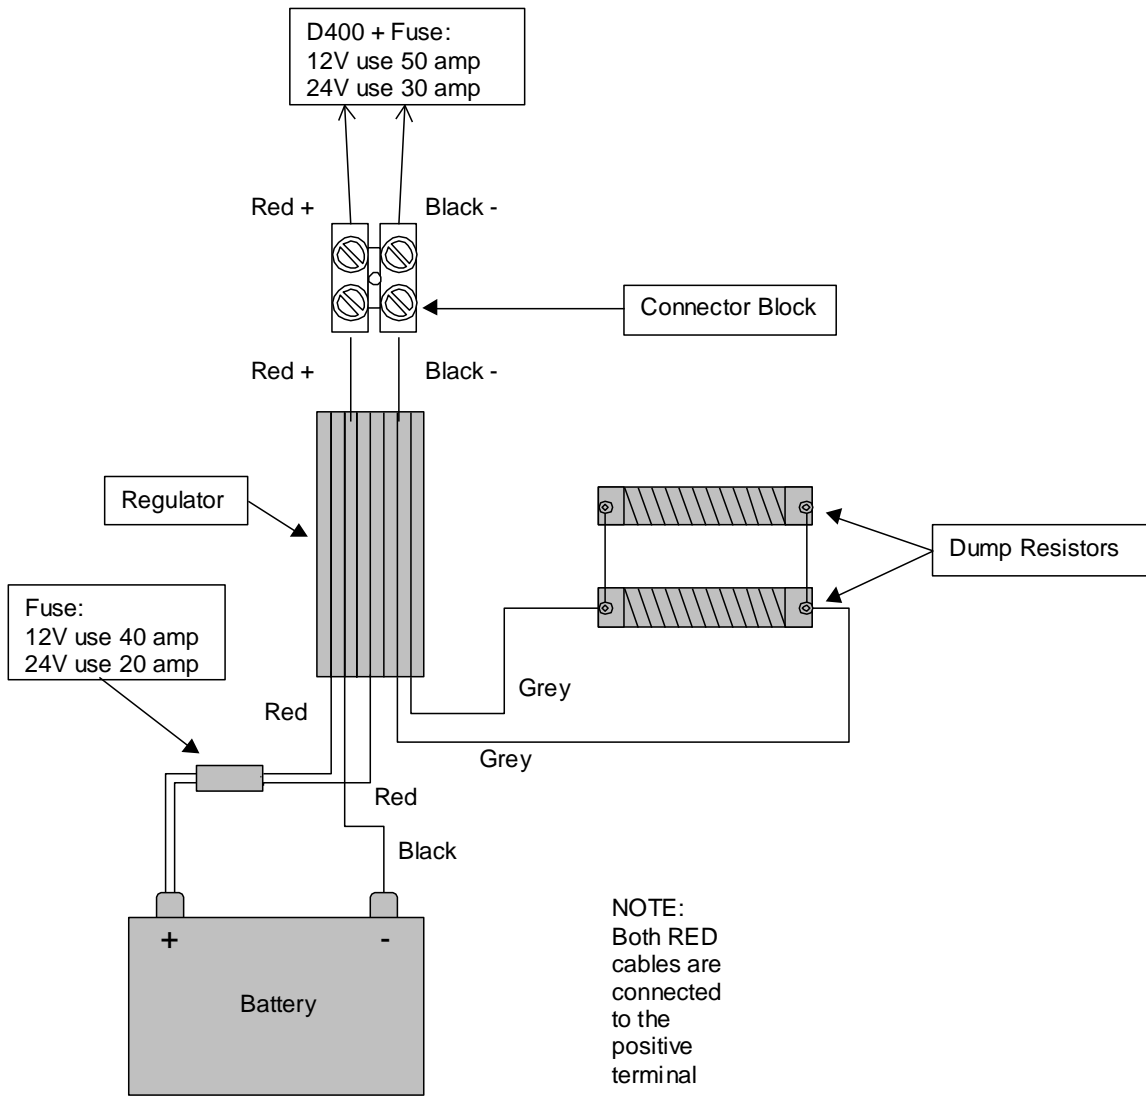 D400 + Fuse:
12V use 50 amp
24V use 30 amp
Red +
Black -
Connector Block
Red +
Black -
Regulator
Dump Resistors
Fuse:
12V use 40 amp
24V use 20 amp
Grey
Red
Grey
Red
Black
+
-
Battery
NOTE:
Both RED
cables are
connected
to the
positive
terminal